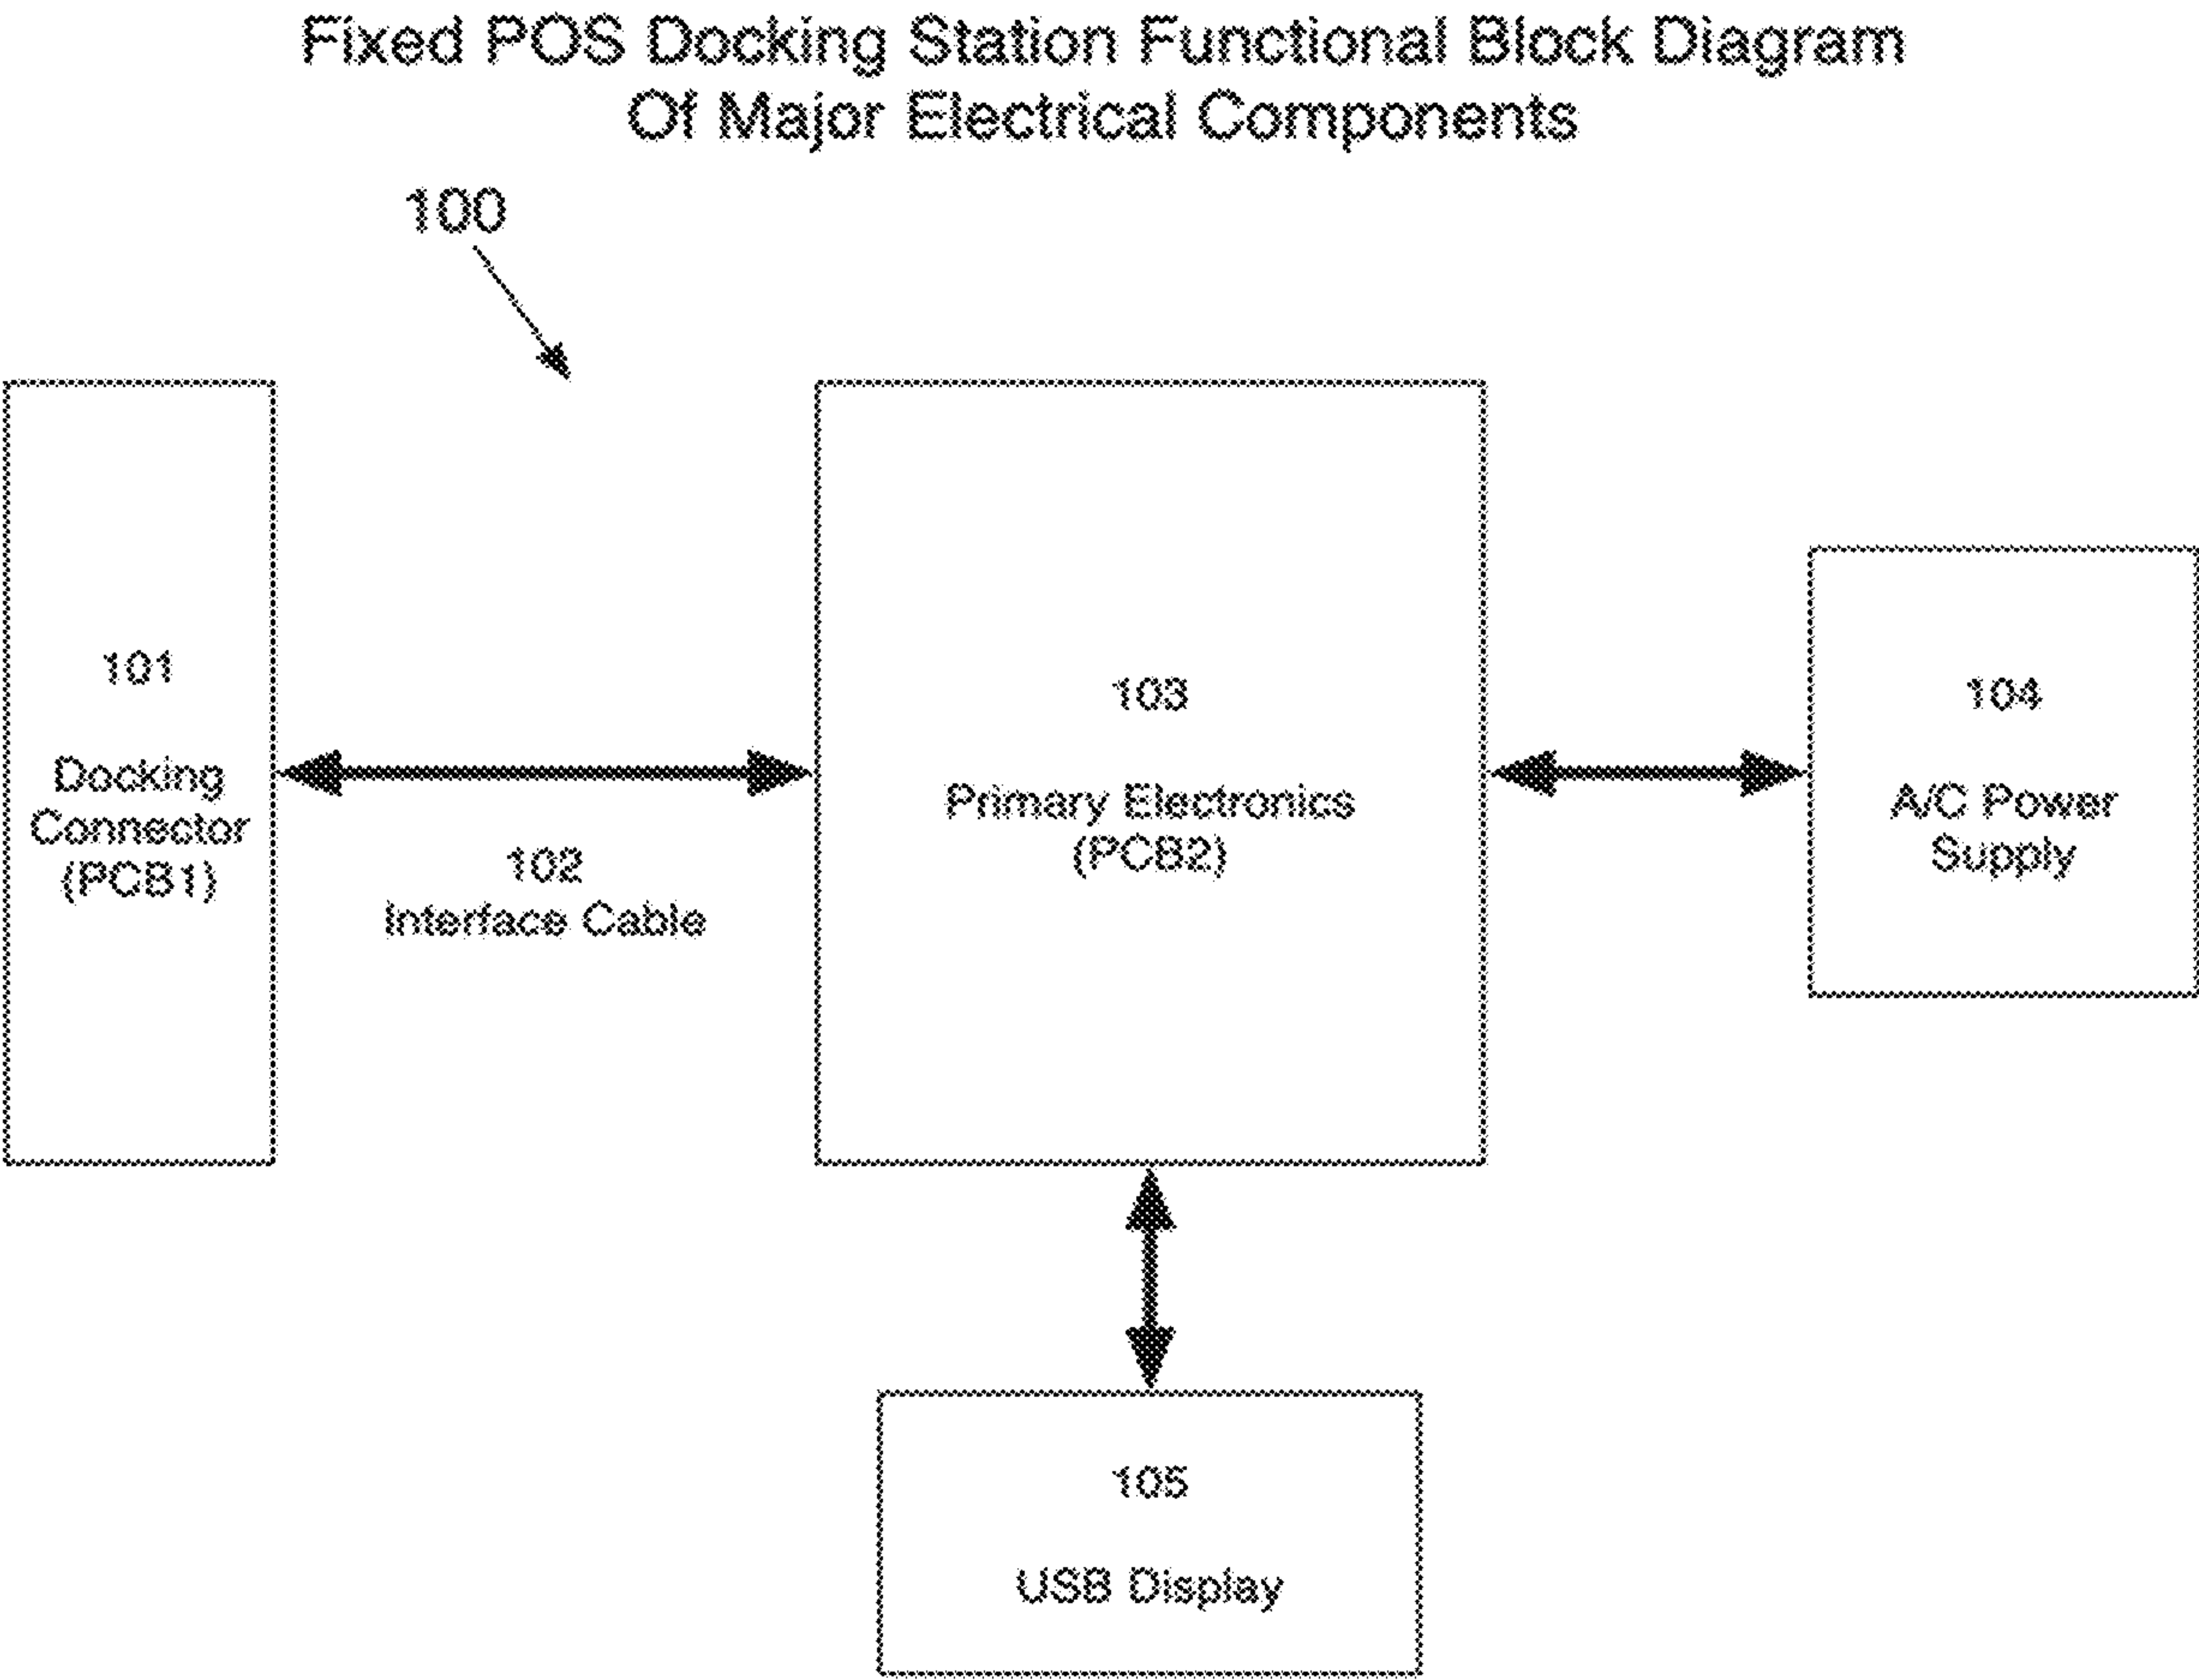 Fixed POS Docking Station Functional Block Diagram
Of Major Electrical Components
100
101
Docking
Connector
(PCB1)
102
Interface Cable
103
Primary Electronics
(PCB2)
104
A/C Power
Supply
105
USB Display